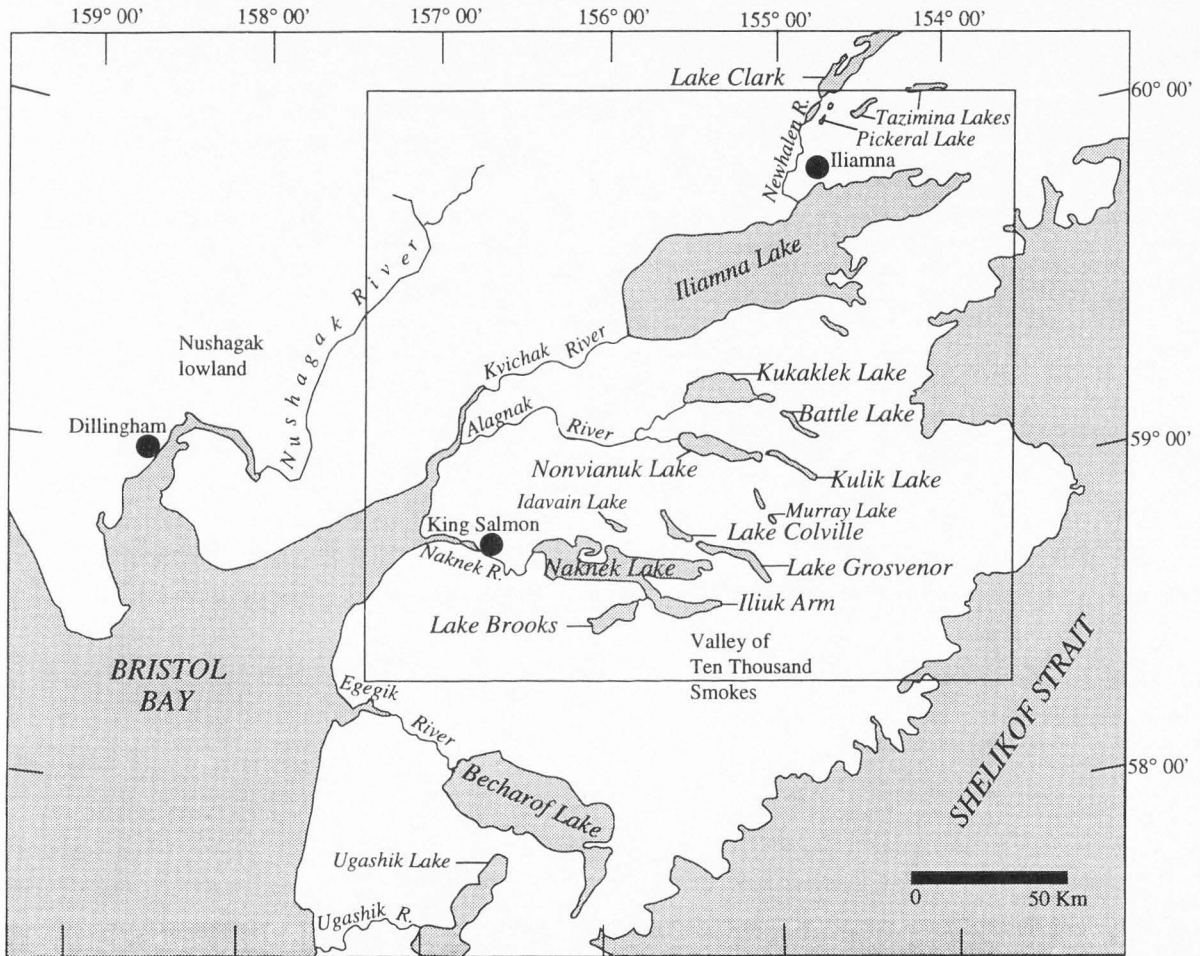 159° 00'
158° 00'
157° 00'
156° 00'
155° 00'
154° 00'
Lake Clark
60° 00'
Tazimina Lakes
Pickeral Lake
Newhalen R.
Iliamna
Iliamna Lake
Nushagak River
Nushagak
lowland
Kvichak River
Kukaklek Lake
Alagnak
River
Battle Lake
Dillingham
59° 00'
Nonvianuk Lake
Kulik Lake
Idavain Lake
Murray Lake
King Salmon
Lake Colville
Naknek R.
Naknek Lake
Lake Grosvenor
Iliuk Arm
Lake Brooks
Valley of
Ten Thousand
Smokes
BRISTOL
BAY
Egegik
River
SHELIKOF STRAIT
58° 00'
Becharof Lake
Ugashik Lake
Ugashik R.
0 50 Km